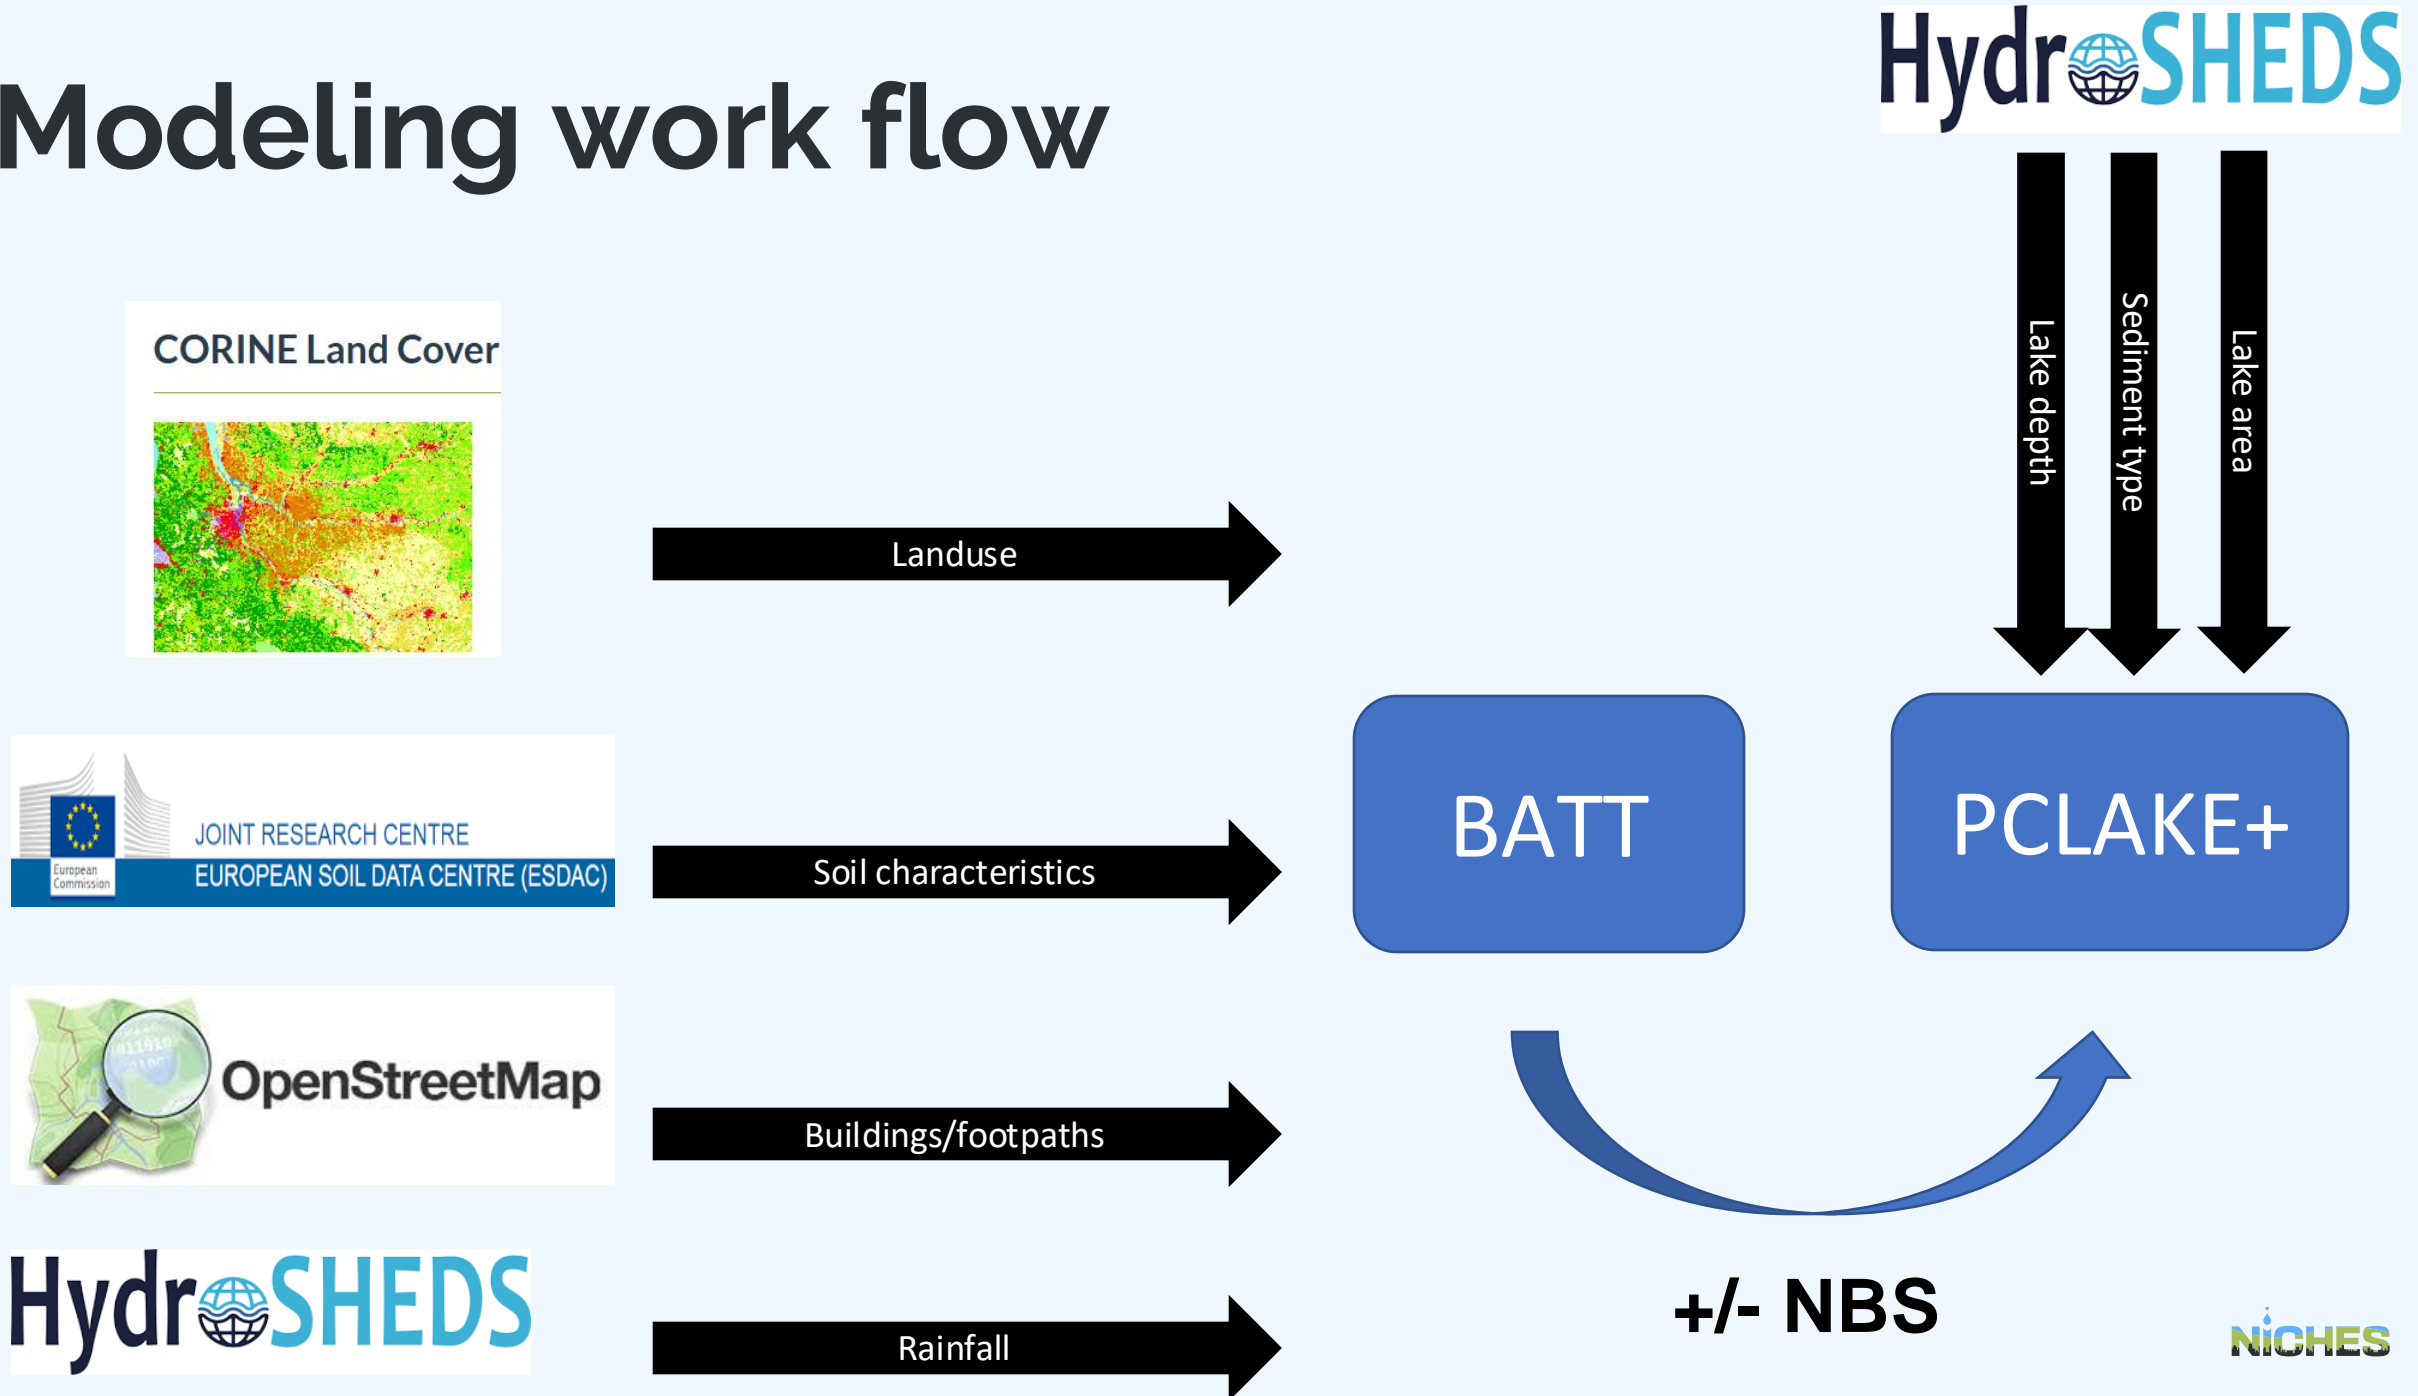 HydroSHEDS
Modeling work flow
CORINE Land Cover
Landuse
Lake depth
Sediment type
Lake area
JOINT RESEARCH CENTRE
EUROPEAN SOIL DATA CENTRE (ESDAC)
European
Commission
Soil characteristics
BATT
PCLAKE+
OpenStreetMap
Buildings/footpaths
HydroSHEDS
Rainfall
+/- NBS
NICHES